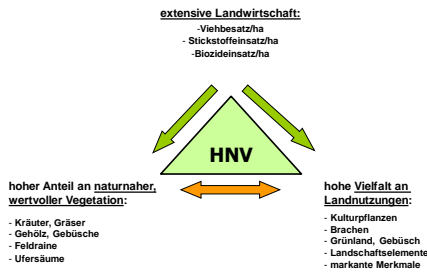 extensive Landwirtschaft:
-Viehbesatz/ha
- Stickstoffeinsatz/ha
-Biozideinsatz/ha
HNV
hoher Anteil an naturnaher,
wertvoller Vegetation:
- Kräuter, Gräser
- Gehölz, Gebüsche
- Feldraine
- Ufersäume
hohe Vielfalt an
Landnutzungen:
- Kulturpflanzen
- Brachen
- Grünland, Gebüsch
- Landschaftselemente
- markante Merkmale